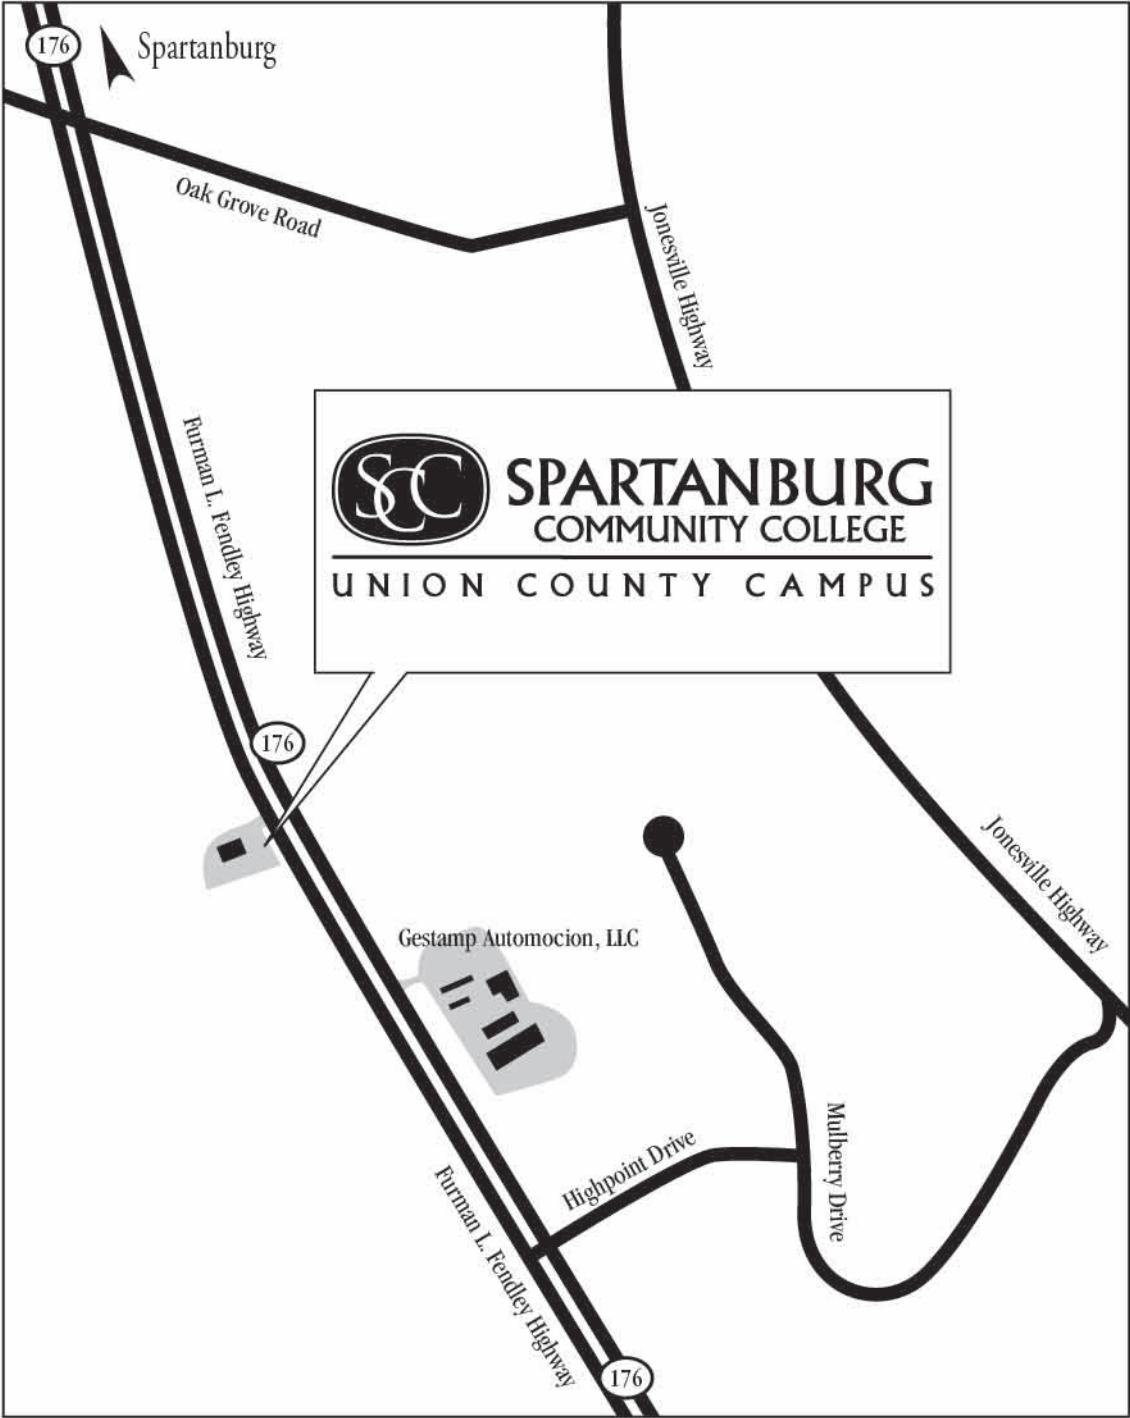 176
Spartanburg
Oak Grove Road
Jonesville Highway
Furman L. Fendley Highway
SCC
SPARTANBURG
COMMUNITY COLLEGE
UNION COUNTY CAMPUS
176
Jonesville Highway
Gestamp Automocion, LLC
Mulberry Drive
Highpoint Drive
Furman L. Fendley Highway
176